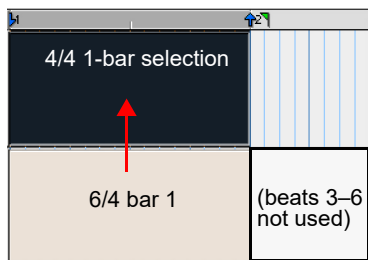 1
2
4/4 1-bar selection
6/4 bar 1
(beats 3–6
not used)